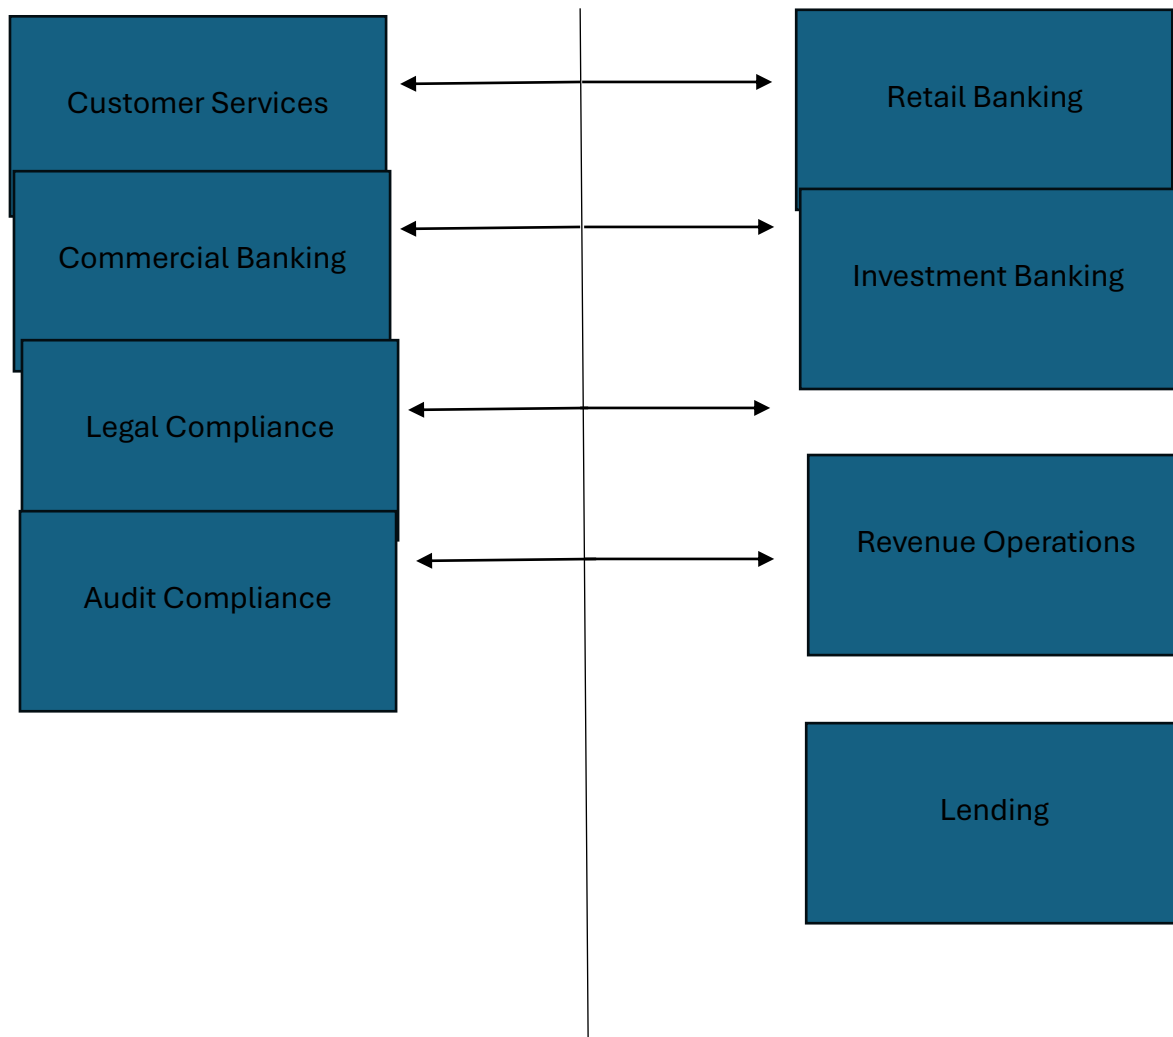 Customer Services
Retail Banking
Commercial Banking
Investment Banking
Legal Compliance
Revenue Operations
Audit Compliance
Lending